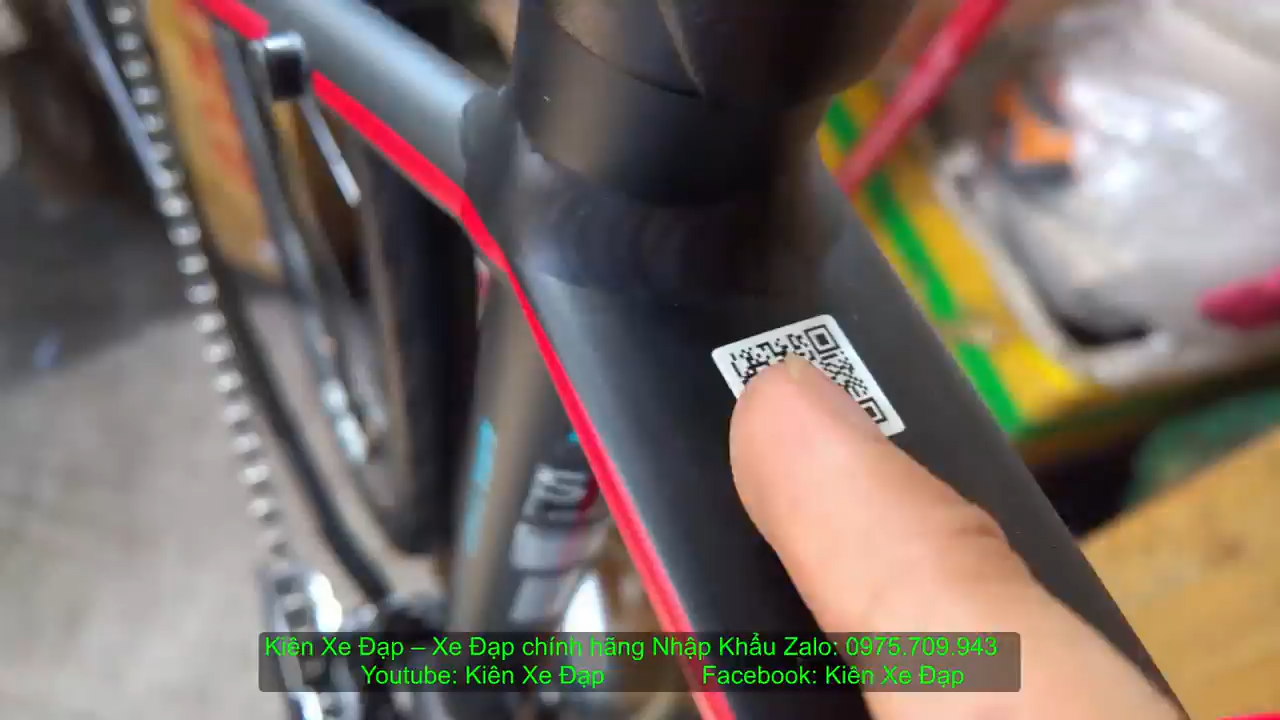 Kiên Xe Đạp – Xe Đạp chính hãng Nhập Khẩu Zalo: 0975.709.943
Youtube: Kiên Xe Đạp Facebook: Kiên Xe Đạp